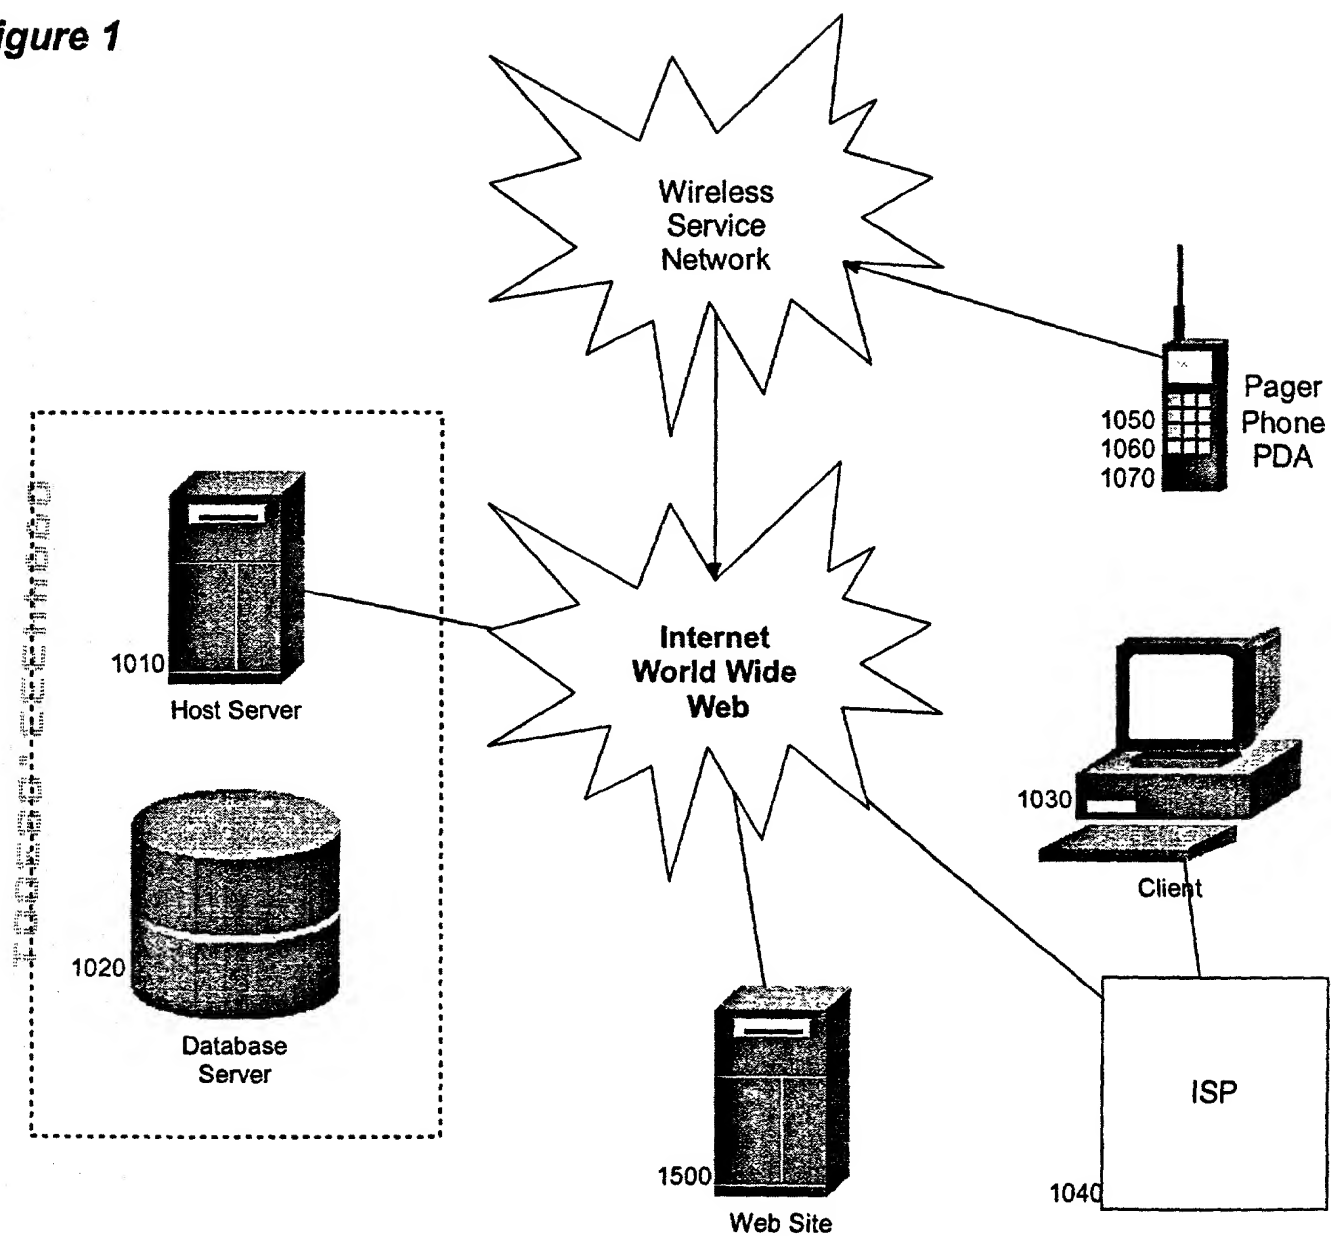 igure 1
Wireless
Service
Network
Pager
1050 Phone
1060 PDA
1070
1010
Host Server
Internet
World Wide
Web
1030
Client
1020
Database
Server
ISP
1500
1040
Web Site